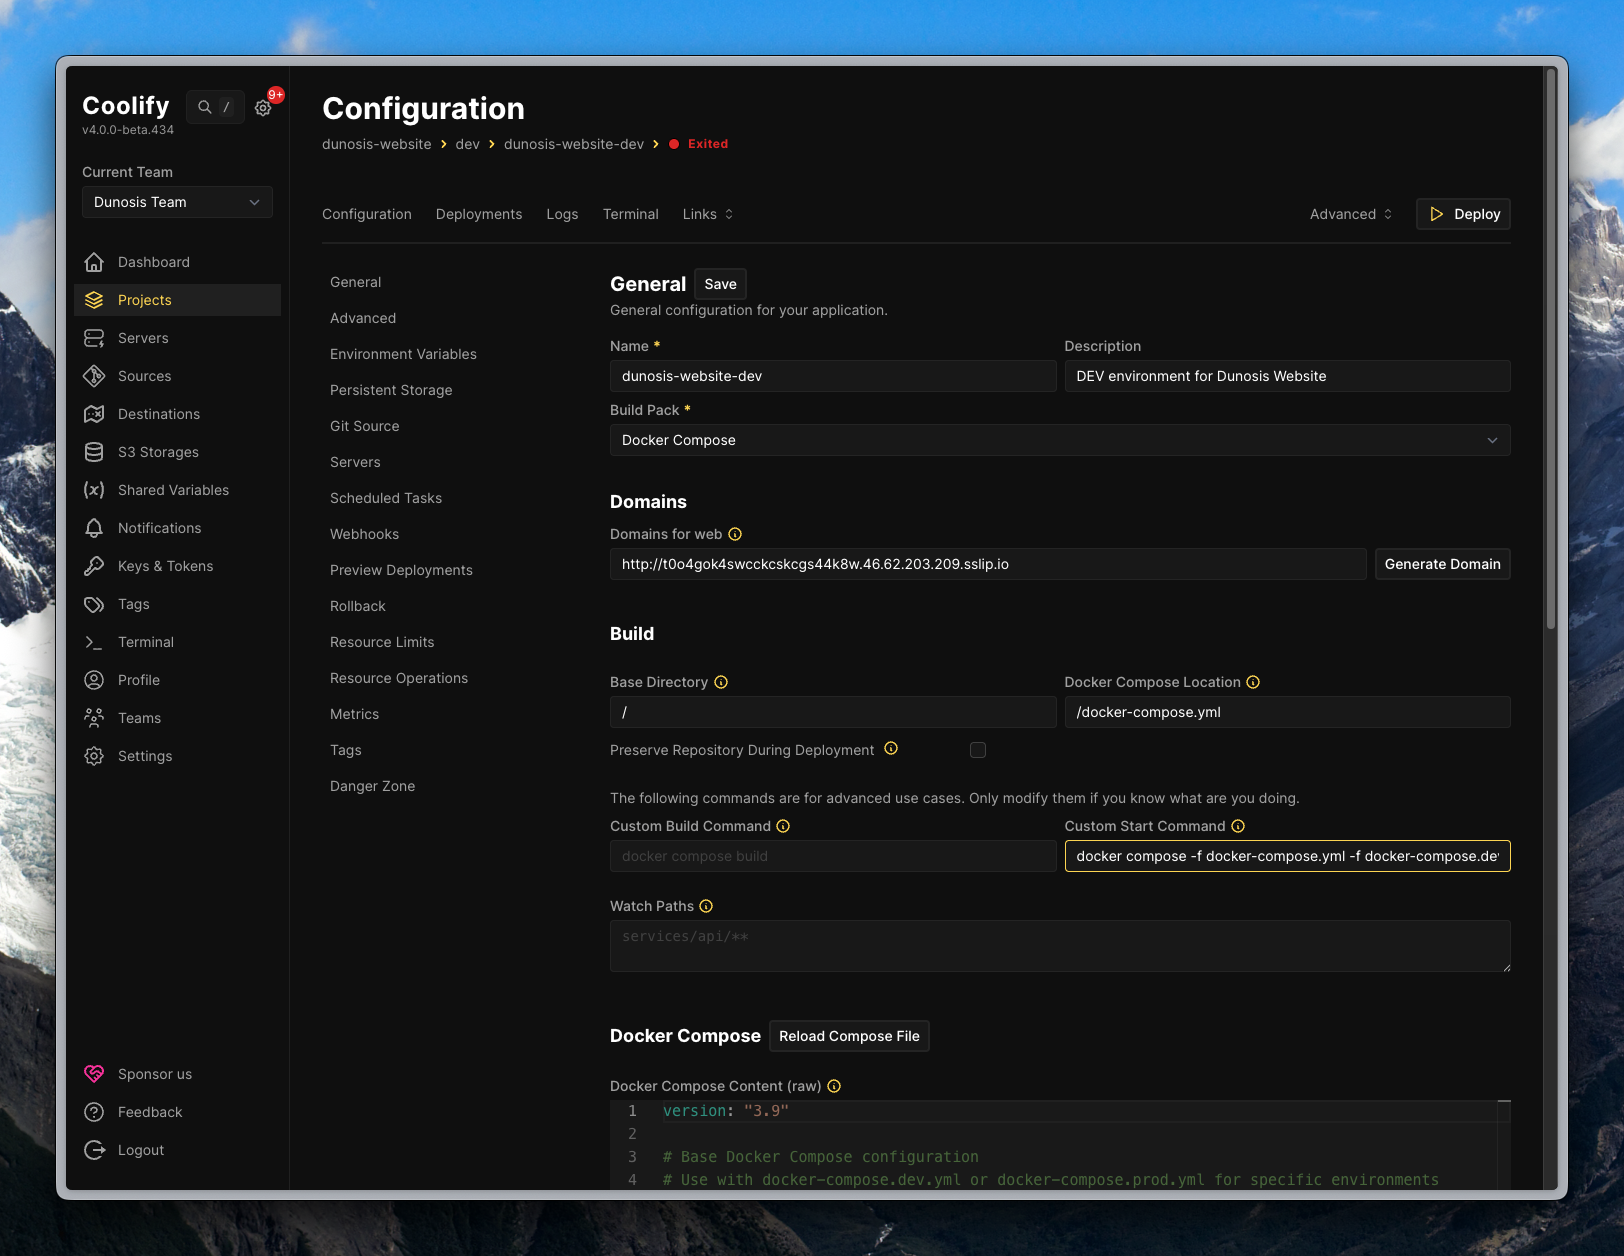 Coolify
/
9+
v4.0.0-beta.434
Current Team
Dunosis Team
Dashboard
Projects
Servers
Sources
Destinations
S3 Storages
Shared Variables
Notifications
Keys & Tokens
Tags
Terminal
Profile
Teams
Settings
Sponsor us
Feedback
Logout
Configuration
dunosis-website > dev > dunosis-website-dev > Exited
Configuration Deployments Logs Terminal Links Advanced Deploy
General
Advanced
Environment Variables
Persistent Storage
Git Source
Servers
Scheduled Tasks
Webhooks
Preview Deployments
Rollback
Resource Limits
Resource Operations
Metrics
Tags
Danger Zone
General Save
General configuration for your application.
Name * Description
dunosis-website-dev DEV environment for Dunosis Website
Build Pack *
Docker Compose
Domains
Domains for web
http://t0o4gok4swcckcskcgs44k8w.46.62.203.209.sslip.io Generate Domain
Build
Base Directory Docker Compose Location
/ /docker-compose.yml
Preserve Repository During Deployment
The following commands are for advanced use cases. Only modify them if you know what are you doing.
Custom Build Command Custom Start Command
docker compose build docker compose -f docker-compose.yml -f docker-compose.de
Watch Paths
services/api/**
Docker Compose Reload Compose File
Docker Compose Content (raw)
1 version: "3.9"
2
3 # Base Docker Compose configuration
4 # Use with docker-compose.dev.yml or docker-compose.prod.yml for specific environments